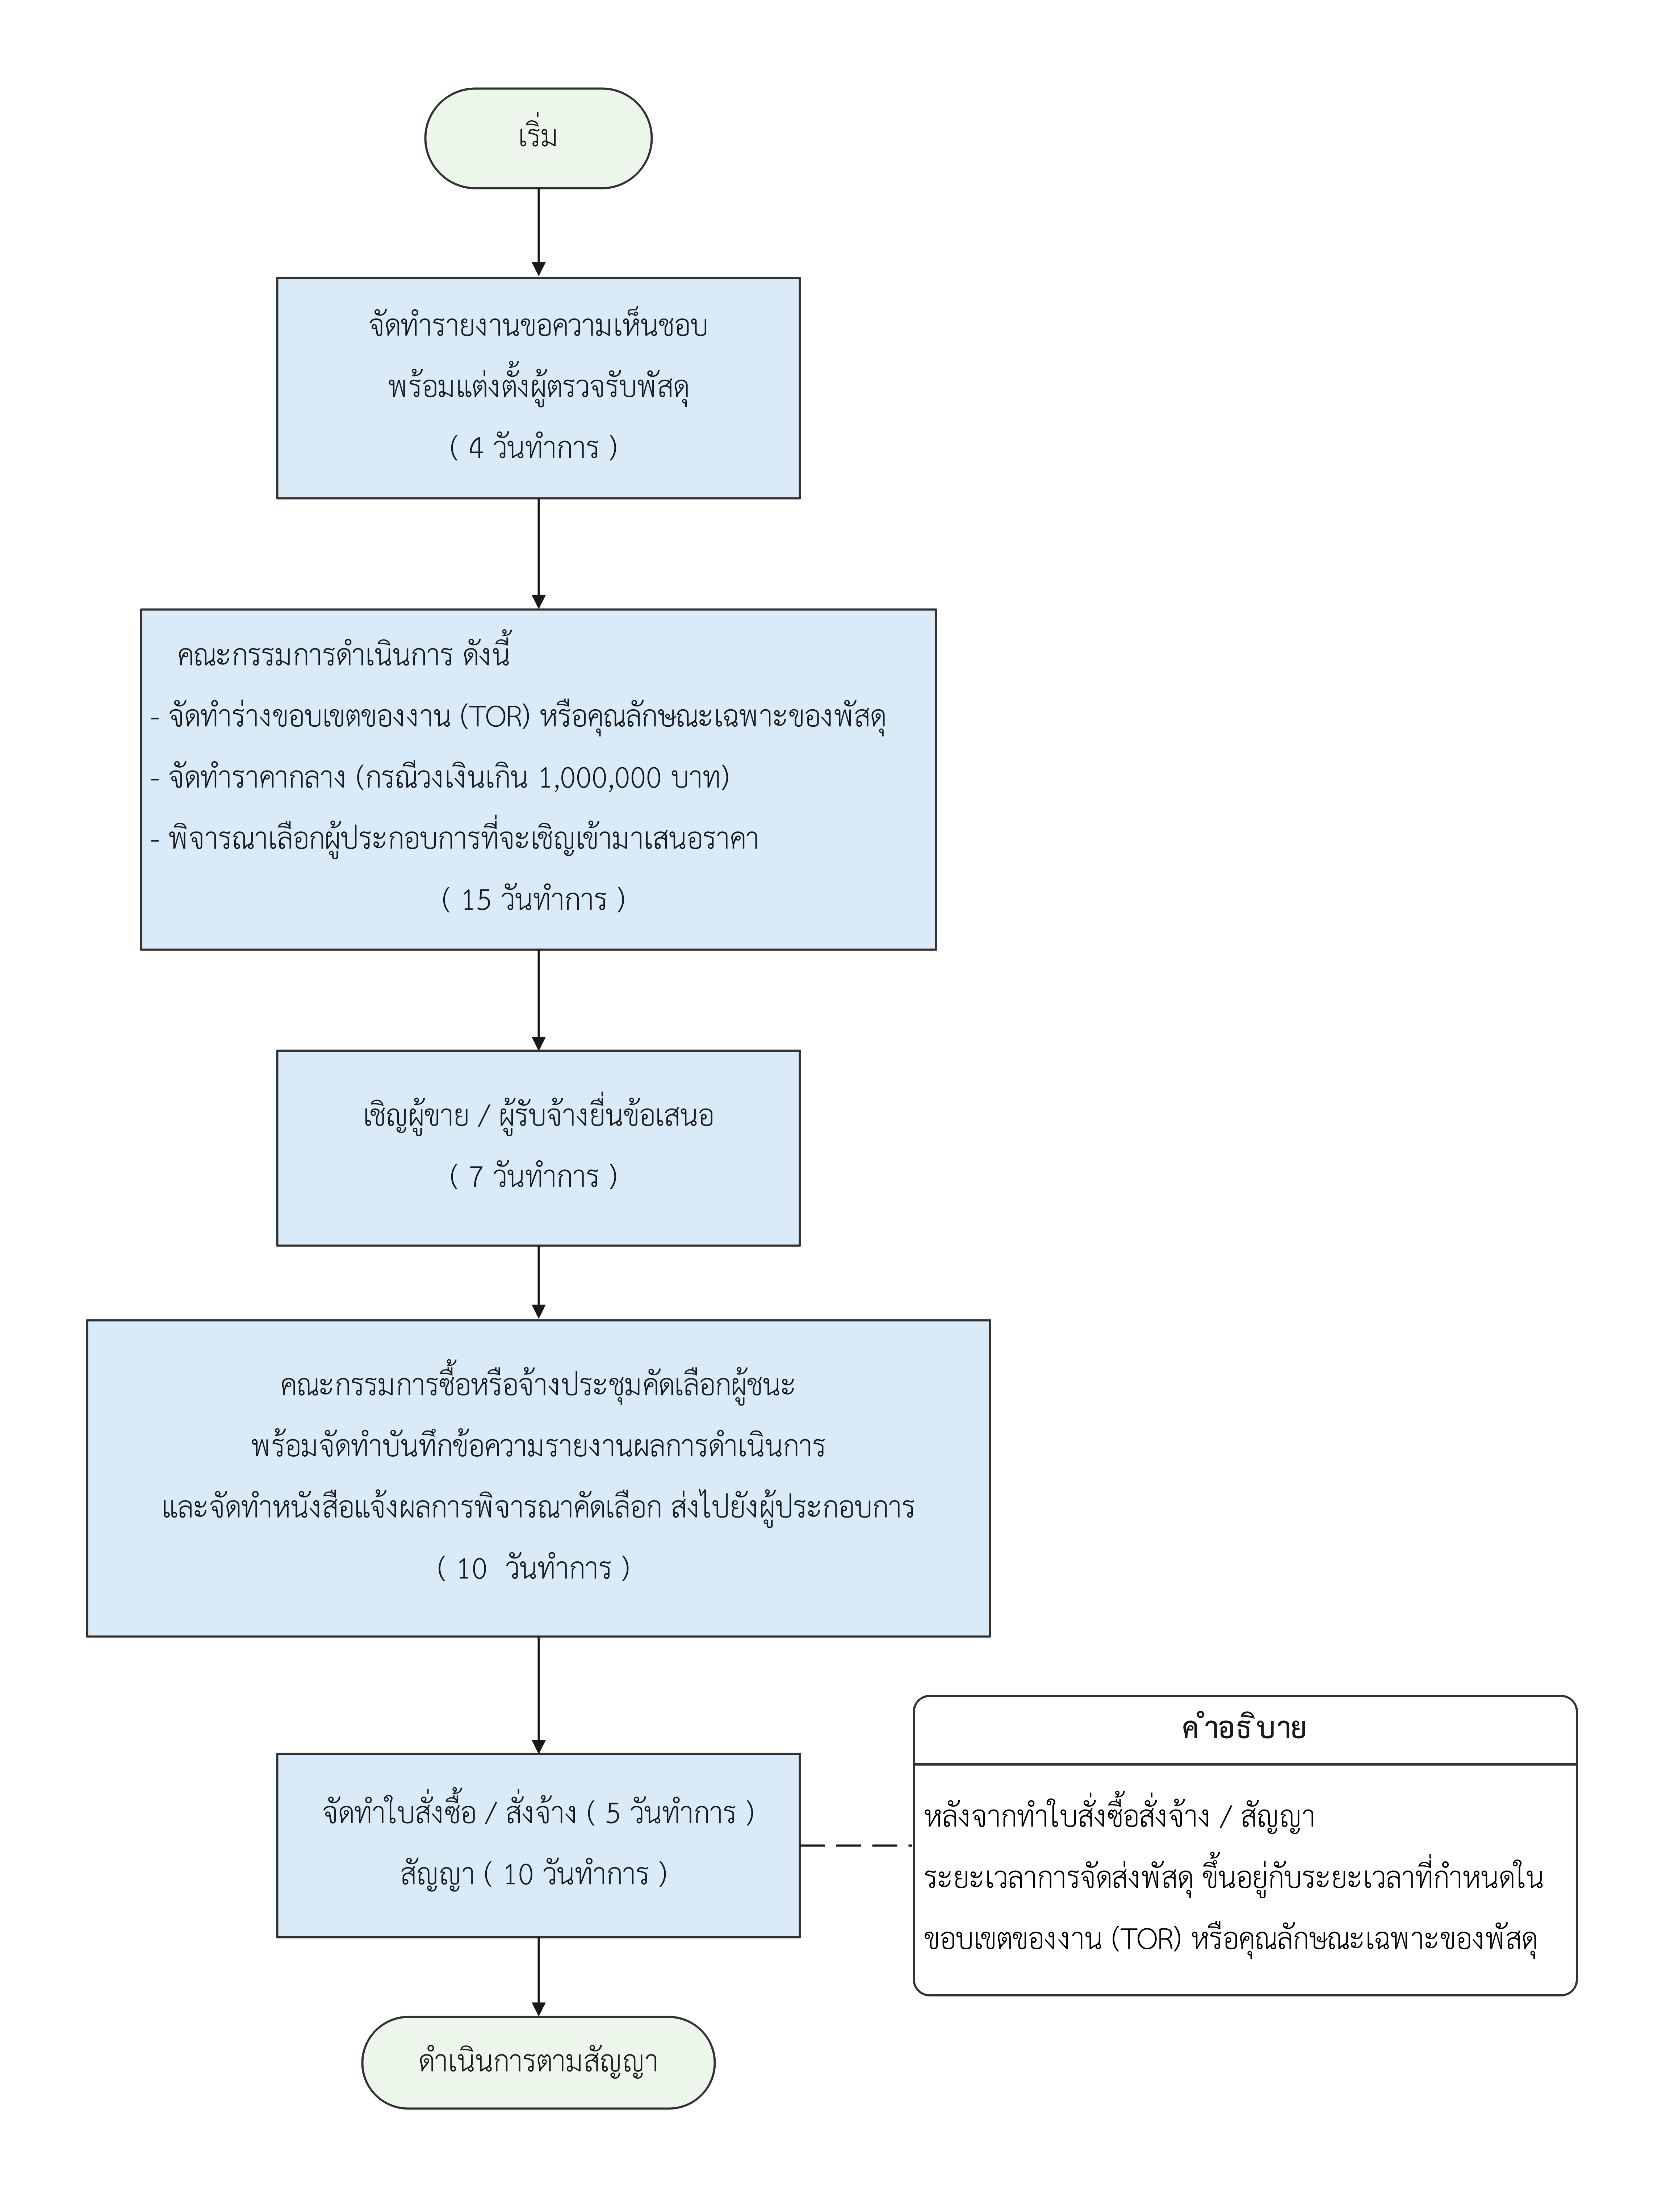 เริ่ม
จัดทำรายงานขอความเห็นชอบ
พร้อมแต่งตั้งผู้ตรวจรับพัสดุ
( 4 วันทำการ )
คณะกรรมการดำเนินการ ดังนี้
- จัดทำร่างขอบเขตของงาน (TOR) หรือคุณลักษณะเฉพาะของพัสดุ
- จัดทำราคากลาง (กรณีวงเงินเกิน 1,000,000 บาท)
- พิจารณาเลือกผู้ประกอบการที่จะเชิญเข้ามาเสนอราคา
( 15 วันทำการ )
เชิญผู้ขาย / ผู้รับจ้างยื่นข้อเสนอ
( 7 วันทำการ )
คณะกรรมการซื้อหรือจ้างประชุมคัดเลือกผู้ชนะ
พร้อมจัดทำบันทึกข้อความรายงานผลการดำเนินการ
และจัดทำหนังสือแจ้งผลการพิจารณาคัดเลือก ส่งไปยังผู้ประกอบการ
( 10 วันทำการ )
จัดทำใบสั่งซื้อ / สั่งจ้าง ( 5 วันทำการ )
สัญญา ( 10 วันทำการ )
คำอธิบาย
หลังจากทำใบสั่งซื้อสั่งจ้าง / สัญญา
ระยะเวลาการจัดส่งพัสดุ ขึ้นอยู่กับระยะเวลาที่กำหนดใน
ขอบเขตของงาน (TOR) หรือคุณลักษณะเฉพาะของพัสดุ
ดำเนินการตามสัญญา